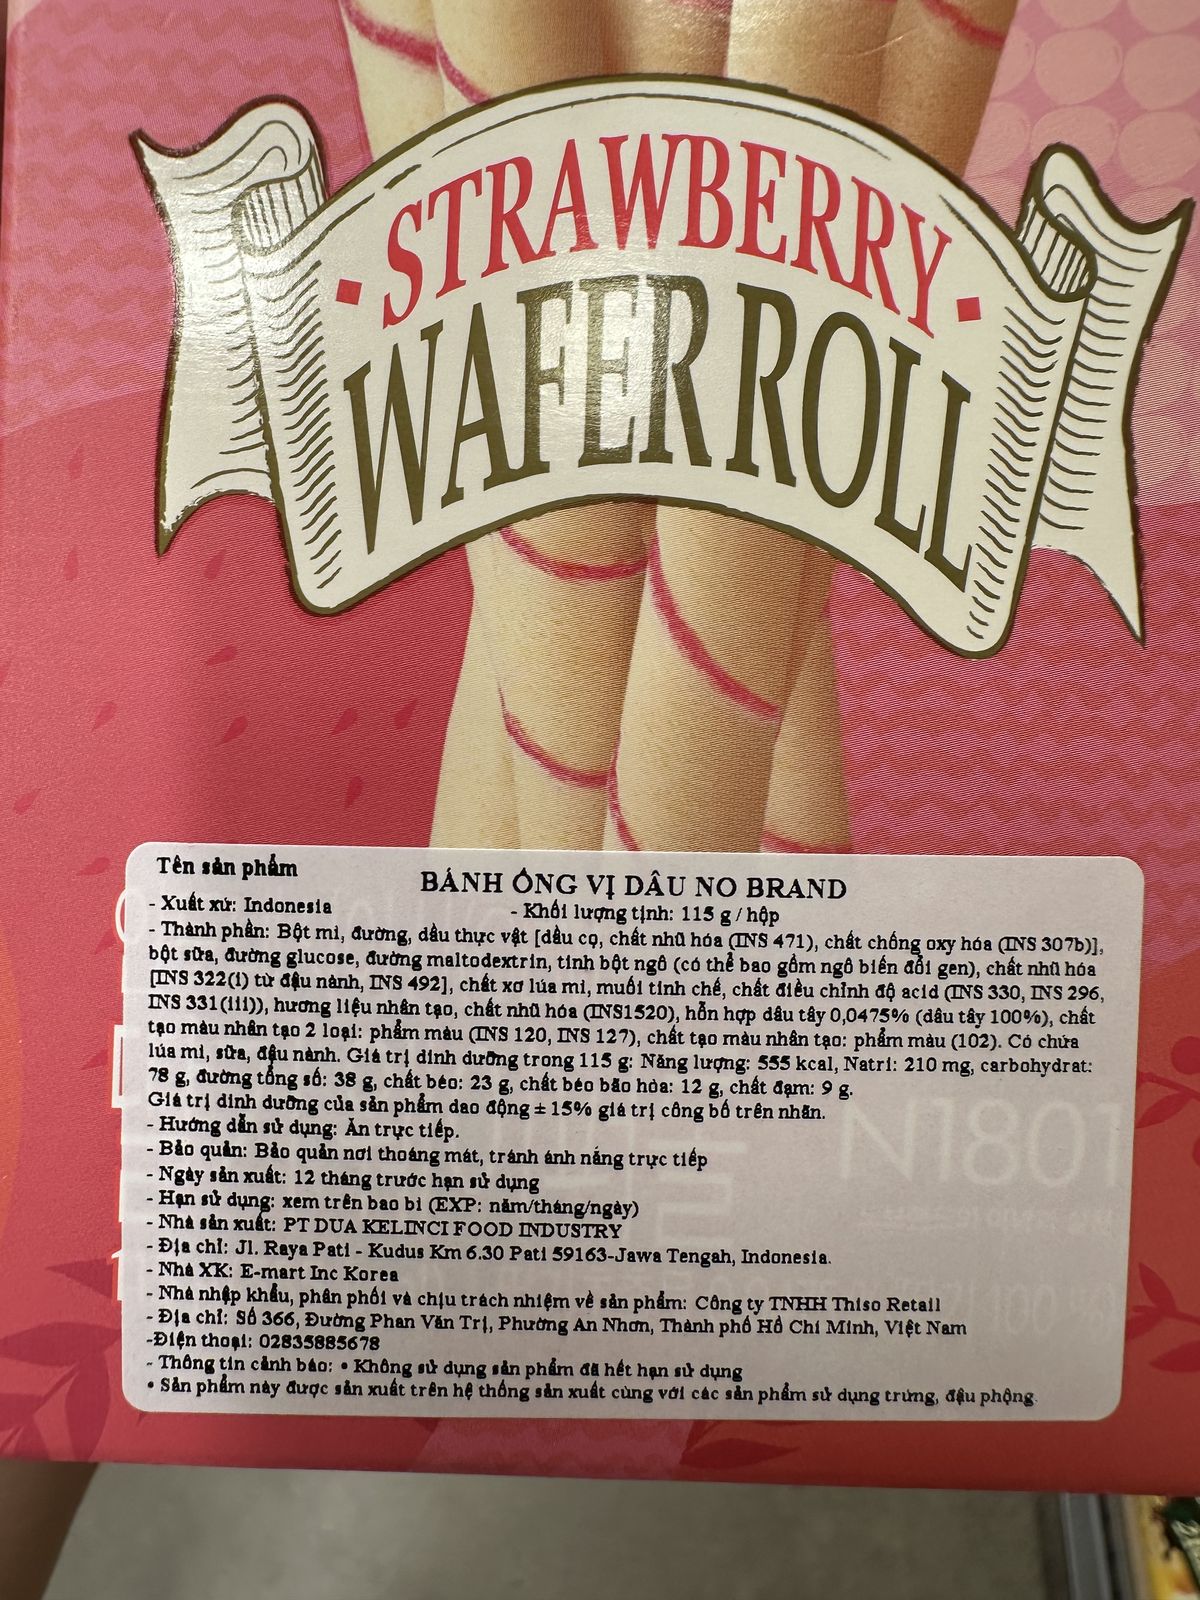 STRAWBERRY
WAFER ROLL
Tên sản phẩm
BÁNH ỐNG VỊ DÂU NO BRAND
- Xuất xứ: Indonesia - Khối lượng tịnh: 115 g / hộp
- Thành phần: Bột mì, đường, dầu thực vật [dầu cọ, chất nhũ hóa (INS 471), chất chống oxy hóa (INS 307b)],
bột sữa, đường glucose, đường maltodextrin, tinh bột ngô (có thể bao gồm ngô biến đổi gen), chất nhũ hóa
[INS 322(i) từ đậu nành, INS 492], chất xơ lúa mì, muối tinh chế, chất điều chỉnh độ acid (INS 330, INS 296,
INS 331(iii)), hương liệu nhân tạo, chất nhũ hóa (INS1520), hỗn hợp dâu tây 0,0475% (dâu tây 100%), chất
tạo màu nhân tạo 2 loại: phẩm màu (INS 120, INS 127), chất tạo màu nhân tạo: phẩm màu (102). Có chứa
lúa mì, sữa, đậu nành. Giá trị dinh dưỡng trong 115 g: Năng lượng: 555 kcal, Natri: 210 mg, carbohydrat:
78 g, đường tổng số: 38 g, chất béo: 23 g, chất béo bão hòa: 12 g, chất đạm: 9 g.
Giá trị dinh dưỡng của sản phẩm dao động ± 15% giá trị công bố trên nhãn.
- Hướng dẫn sử dụng: Ăn trực tiếp.
- Bảo quản: Bảo quản nơi thoáng mát, tránh ánh nắng trực tiếp
- Ngày sản xuất: 12 tháng trước hạn sử dụng
- Hạn sử dụng: xem trên bao bì (EXP: năm/tháng/ngày)
- Nhà sản xuất: PT DUA KELINCI FOOD INDUSTRY
- Địa chỉ: Jl. Raya Pati - Kudus Km 6.30 Pati 59163-Jawa Tengah, Indonesia.
- Nhà XK: E-mart Inc Korea
- Nhà nhập khẩu, phân phối và chịu trách nhiệm về sản phẩm: Công ty TNHH Thiso Retail
- Địa chỉ: Số 366, Đường Phan Văn Trị, Phường An Nhơn, Thành phố Hồ Chí Minh, Việt Nam
-Điện thoại: 02835885678
- Thông tin cảnh báo: • Không sử dụng sản phẩm đã hết hạn sử dụng
• Sản phẩm này được sản xuất trên hệ thống sản xuất cùng với các sản phẩm sử dụng trứng, đậu phộng